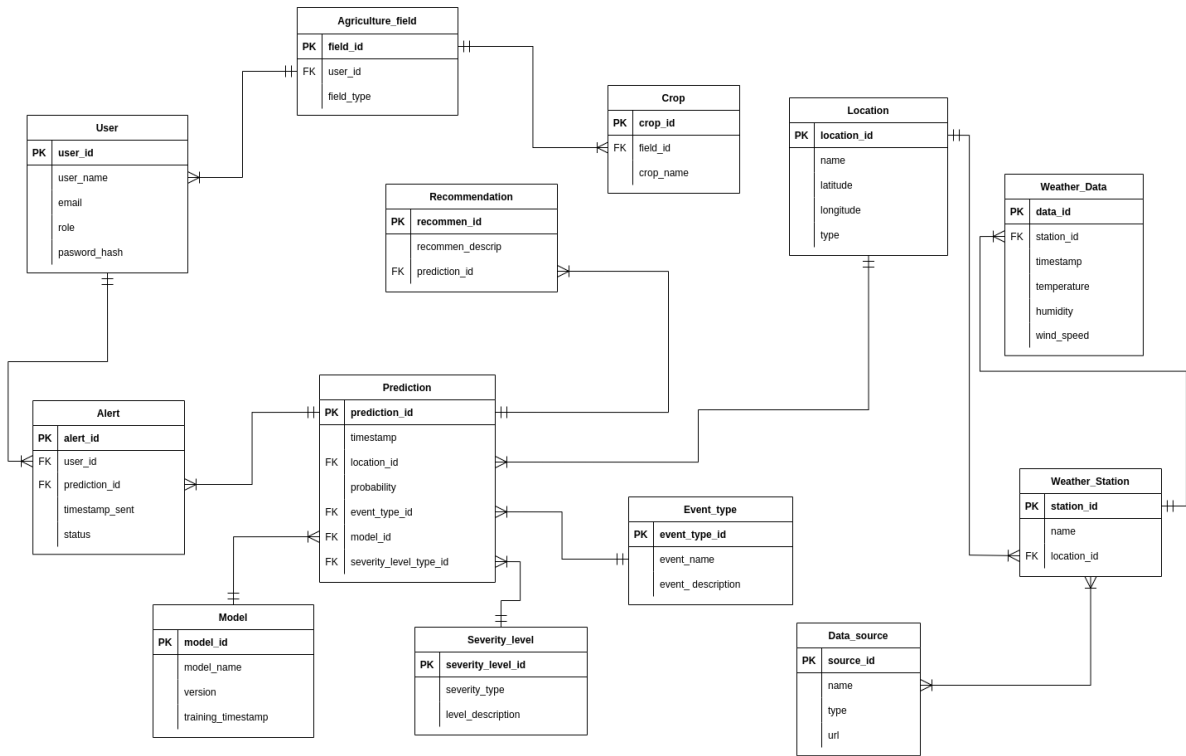 Agriculture_field
PK field_id
FK user_id
field_type
User
PK user_id
user_name
email
role
pasword_hash
Crop
PK crop_id
FK field_id
crop_name
Location
PK location_id
name
latitude
longitude
type
Weather_Data
PK data_id
FK station_id
timestamp
temperature
humidity
wind_speed
Recommendation
PK recommen_id
recommen_descrip
FK prediction_id
Prediction
PK prediction_id
timestamp
FK location_id
probability
FK event_type_id
FK model_id
FK severity_level_type_id
Alert
PK alert_id
FK user_id
FK prediction_id
timestamp_sent
status
Event_type
PK event_type_id
event_name
event_ description
Weather_Station
PK station_id
name
FK location_id
Model
PK model_id
model_name
version
training_timestamp
Severity_level
PK severity_level_id
severity_type
level_description
Data_source
PK source_id
name
type
url